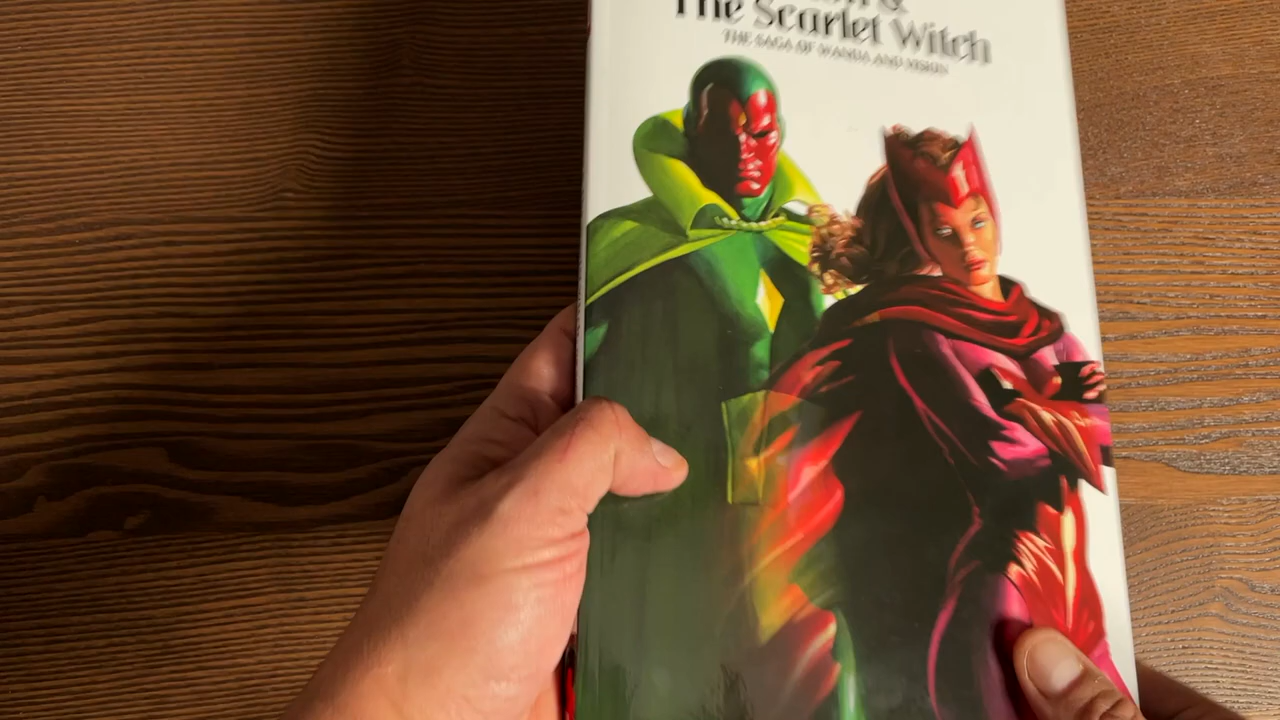 &
The Scarlet Witch
THE SAGA OF WANDA AND VISION